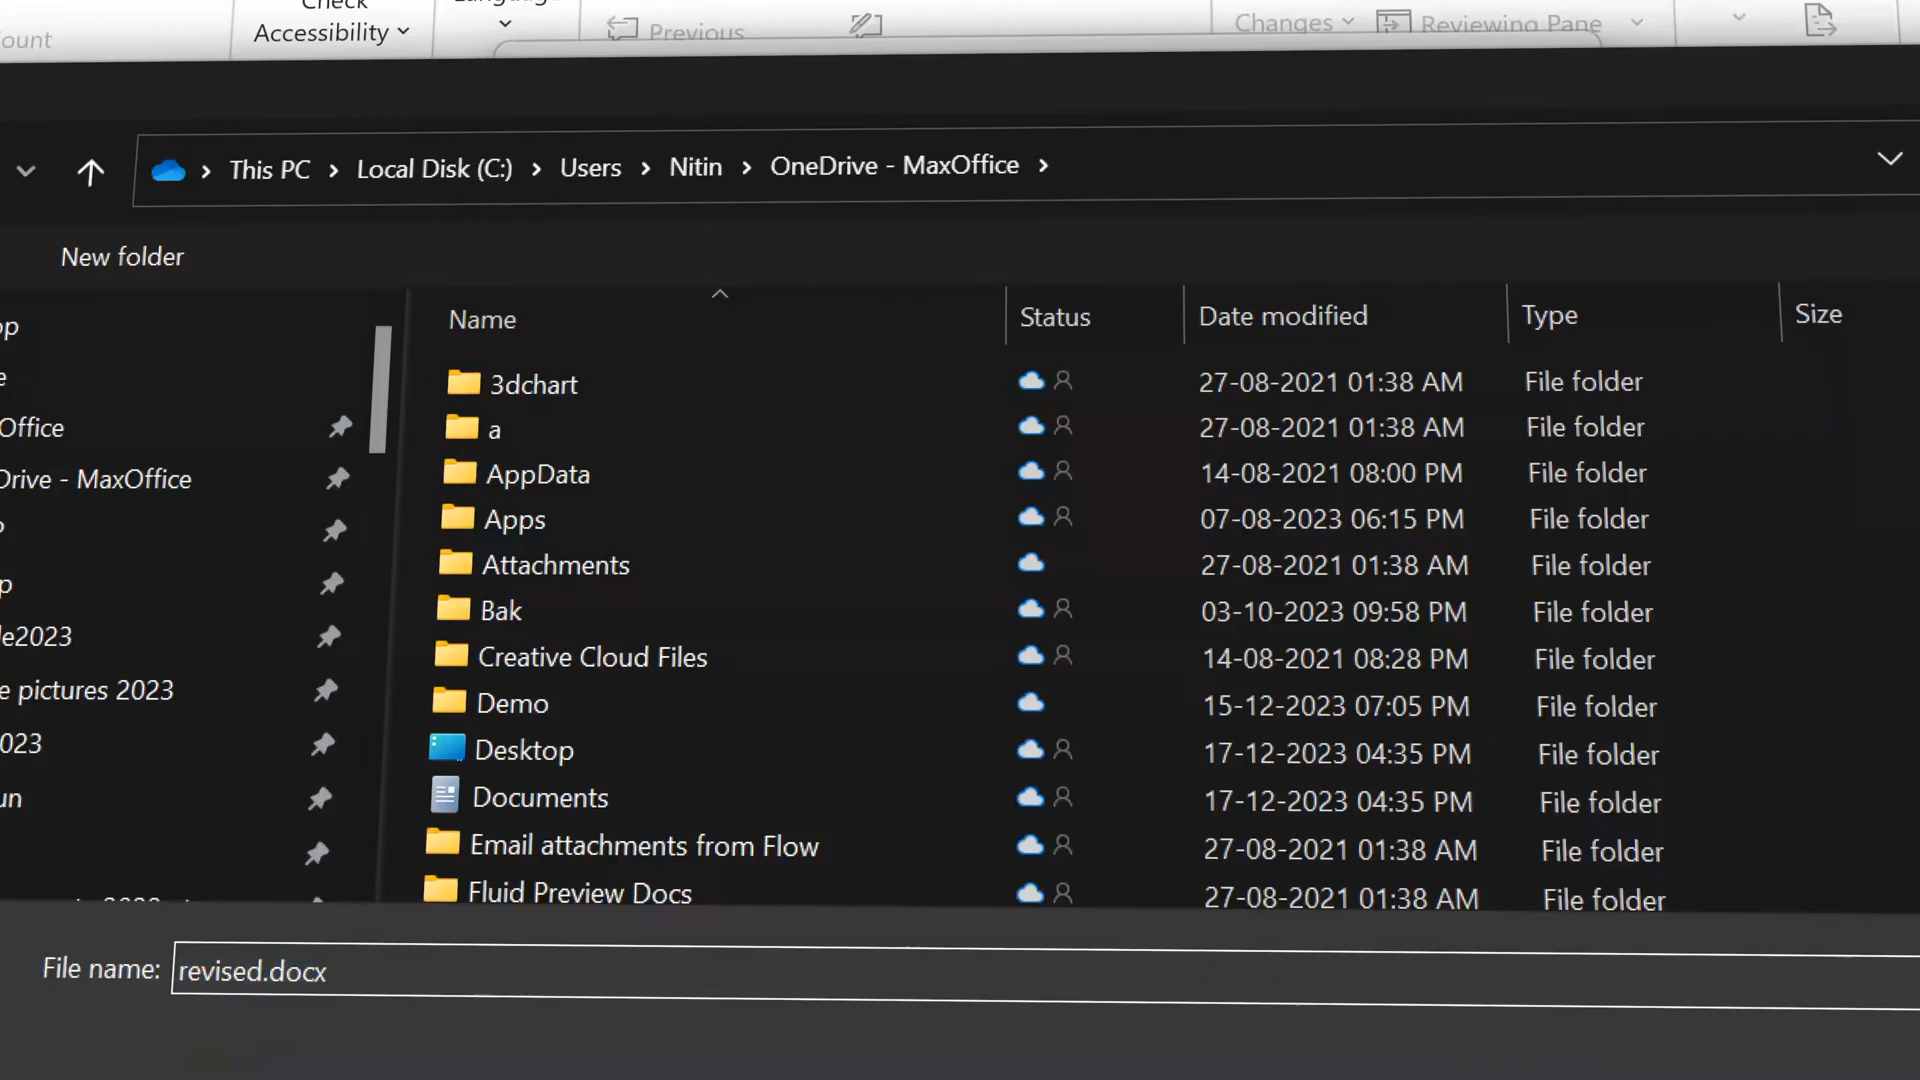 Check
Accessibility
Previous
Changes
Reviewing Pane
This PC > Local Disk (C:) > Users > Nitin > OneDrive - MaxOffice >
New folder
Name Status Date modified Type Size
3dchart 27-08-2021 01:38 AM File folder
a 27-08-2021 01:38 AM File folder
AppData 14-08-2021 08:00 PM File folder
Apps 07-08-2023 06:15 PM File folder
Attachments 27-08-2021 01:38 AM File folder
Bak 03-10-2023 09:58 PM File folder
Creative Cloud Files 14-08-2021 08:28 PM File folder
Demo 15-12-2023 07:05 PM File folder
Desktop 17-12-2023 04:35 PM File folder
Documents 17-12-2023 04:35 PM File folder
Email attachments from Flow 27-08-2021 01:38 AM File folder
Fluid Preview Docs 27-08-2021 01:38 AM File folder
op
e
Office
Drive - MaxOffice
p
le2023
e pictures 2023
023
un
File name: revised.docx